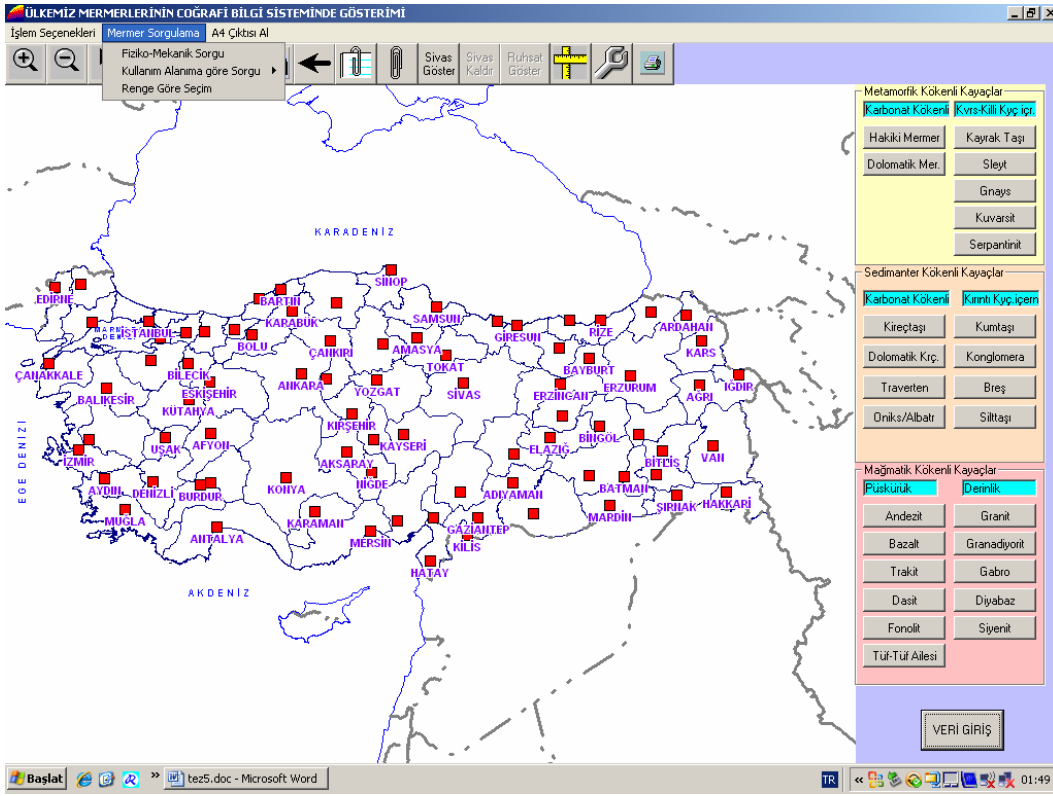 ÜLKEMİZ MERMERLERİNİN COĞRAFİ BİLGİ SİSTEMİNDE GÖSTERİMİ
İşlem Seçenekleri Mermer Sorgulama A4 Çıktısı Al
Fiziko-Mekanik Sorgu
Kullanım Alanıma göre Sorgu
Renge Göre Seçim
Sivas Göster
Sivas Kaldır
Ruhsat Göster
KARADENİZ
SİNOP
EDİRNE
BARTIN
KARABÜK
SAMSUN
İSTANBUL
DENİZİ
BOLU
ÇANKIRI
AMASYA
TOKAT
GİRESUN
RİZE
ARDAHAN
KARS
BAYBURT
ÇANAKKALE
BALIKESİR
BİLECİK
ESKİŞEHİR
KÜTAHYA
ANKARA
YOZGAT
SİVAS
ERZİNCAN
ERZURUM
AĞRI
IĞDIR
KIRŞEHİR
KAYSERİ
EGE DENİZİ
İZMİR
UŞAK
AFYON
AKSARAY
NİĞDE
ELAZIĞ
BİNGÖL
BİTLİS
VAN
AYDIN
DENİZLİ
BURDUR
KONYA
ADIYAMAN
BATMAN
MARDİN
ŞIRNAK
HAKKARİ
MUĞLA
ANTALYA
KARAMAN
MERSİN
GAZİANTEP
KİLİS
HATAY
AKDENİZ
Metamorfik Kökenli Kayaçlar
Karbonat Kökenli Kvrs-Killi Kyç içr.
Hakiki Mermer Kayrak Taşı
Dolomatik Mer. Sleyt
Gnays
Kuvarsit
Serpantinit
Sedimanter Kökenli Kayaçlar
Karbonat Kökenli Kırıntı Kyç.içern
Kireçtaşı Kumtaşı
Dolomatik Krç. Konglomera
Traverten Breş
Oniks/Albatr Silttaşı
Mağmatik Kökenli Kayaçlar
Püskürük Derinlik
Andezit Granit
Bazalt Granadiyorit
Trakit Gabro
Dasit Diyabaz
Fonolit Siyenit
Tüf-Tüf Ailesi
VERİ GİRİŞ
Başlat tez5.doc - Microsoft Word TR 01:49